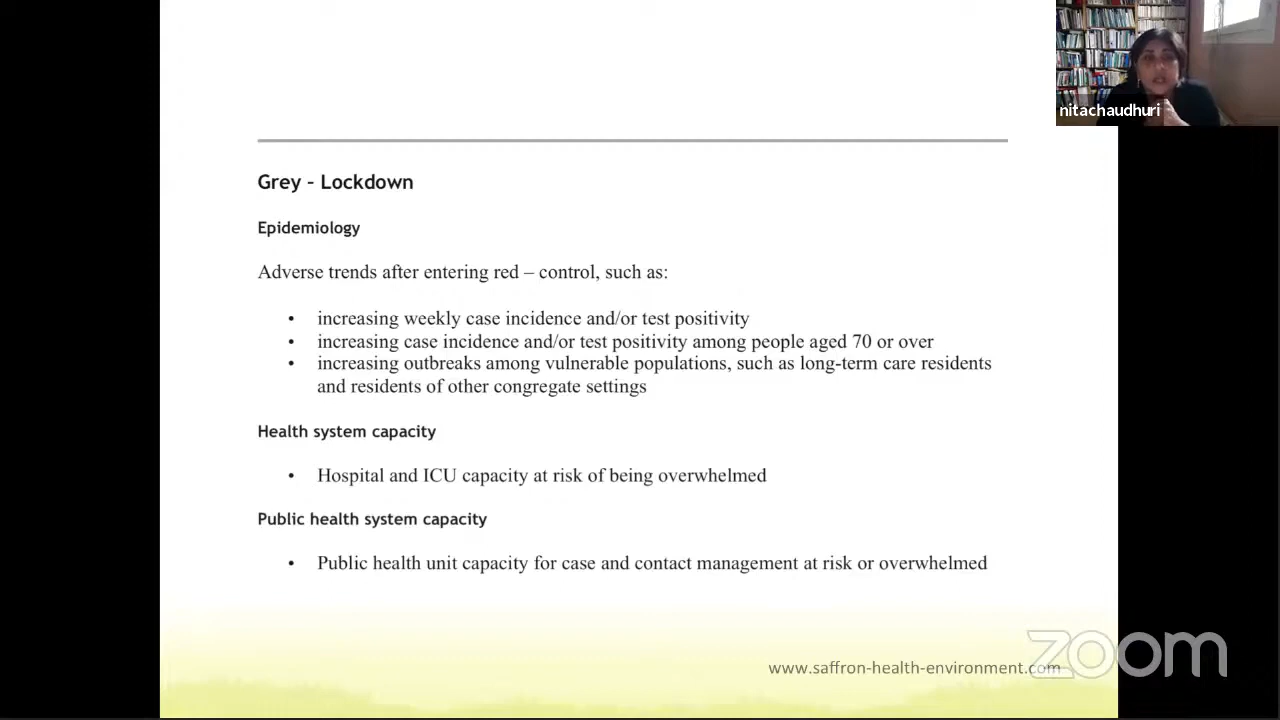 nitachaudhuri
Grey – Lockdown
Epidemiology
Adverse trends after entering red – control, such as:
• increasing weekly case incidence and/or test positivity
• increasing case incidence and/or test positivity among people aged 70 or over
• increasing outbreaks among vulnerable populations, such as long-term care residents
and residents of other congregate settings
Health system capacity
• Hospital and ICU capacity at risk of being overwhelmed
Public health system capacity
• Public health unit capacity for case and contact management at risk or overwhelmed
www.saffron-health-environment.com
zoom